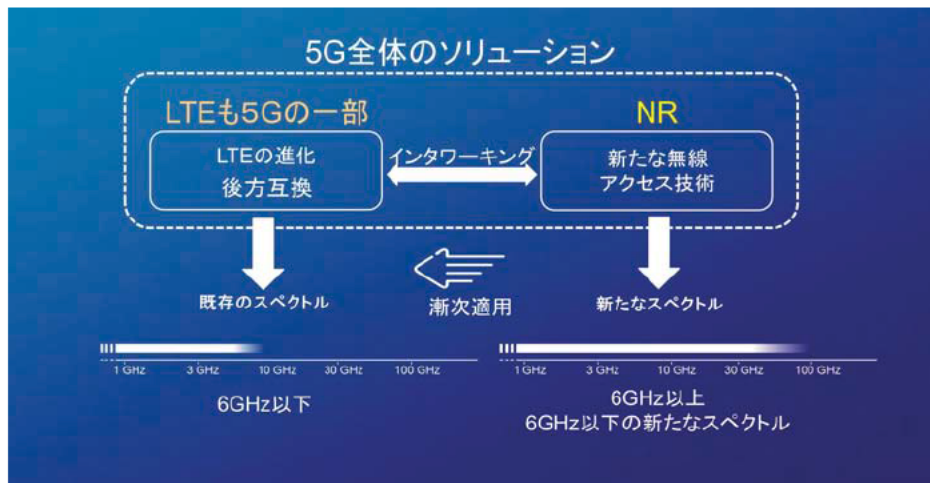 5G全体のソリューション
LTEも5Gの一部
NR
LTEの進化
後方互換
インタワーキング
新たな無線
アクセス技術
既存のスペクトル
漸次適用
新たなスペクトル
1 GHz 3 GHz 10 GHz 30 GHz 100 GHz
1 GHz 3 GHz 10 GHz 30 GHz 100 GHz
6GHz以下
6GHz以上
6GHz以下の新たなスペクトル